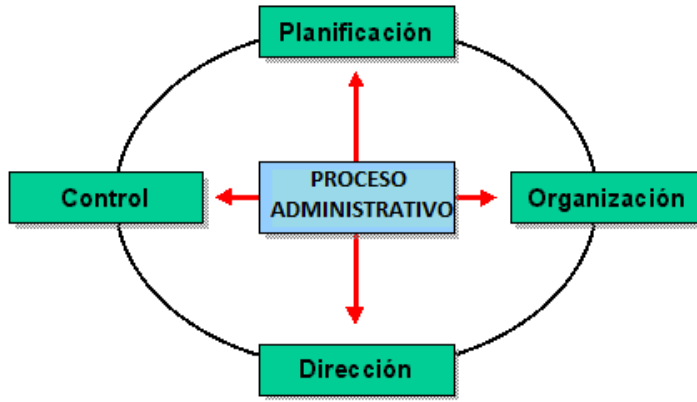 Planificación
Control
PROCESO
ADMINISTRATIVO
Organización
Dirección